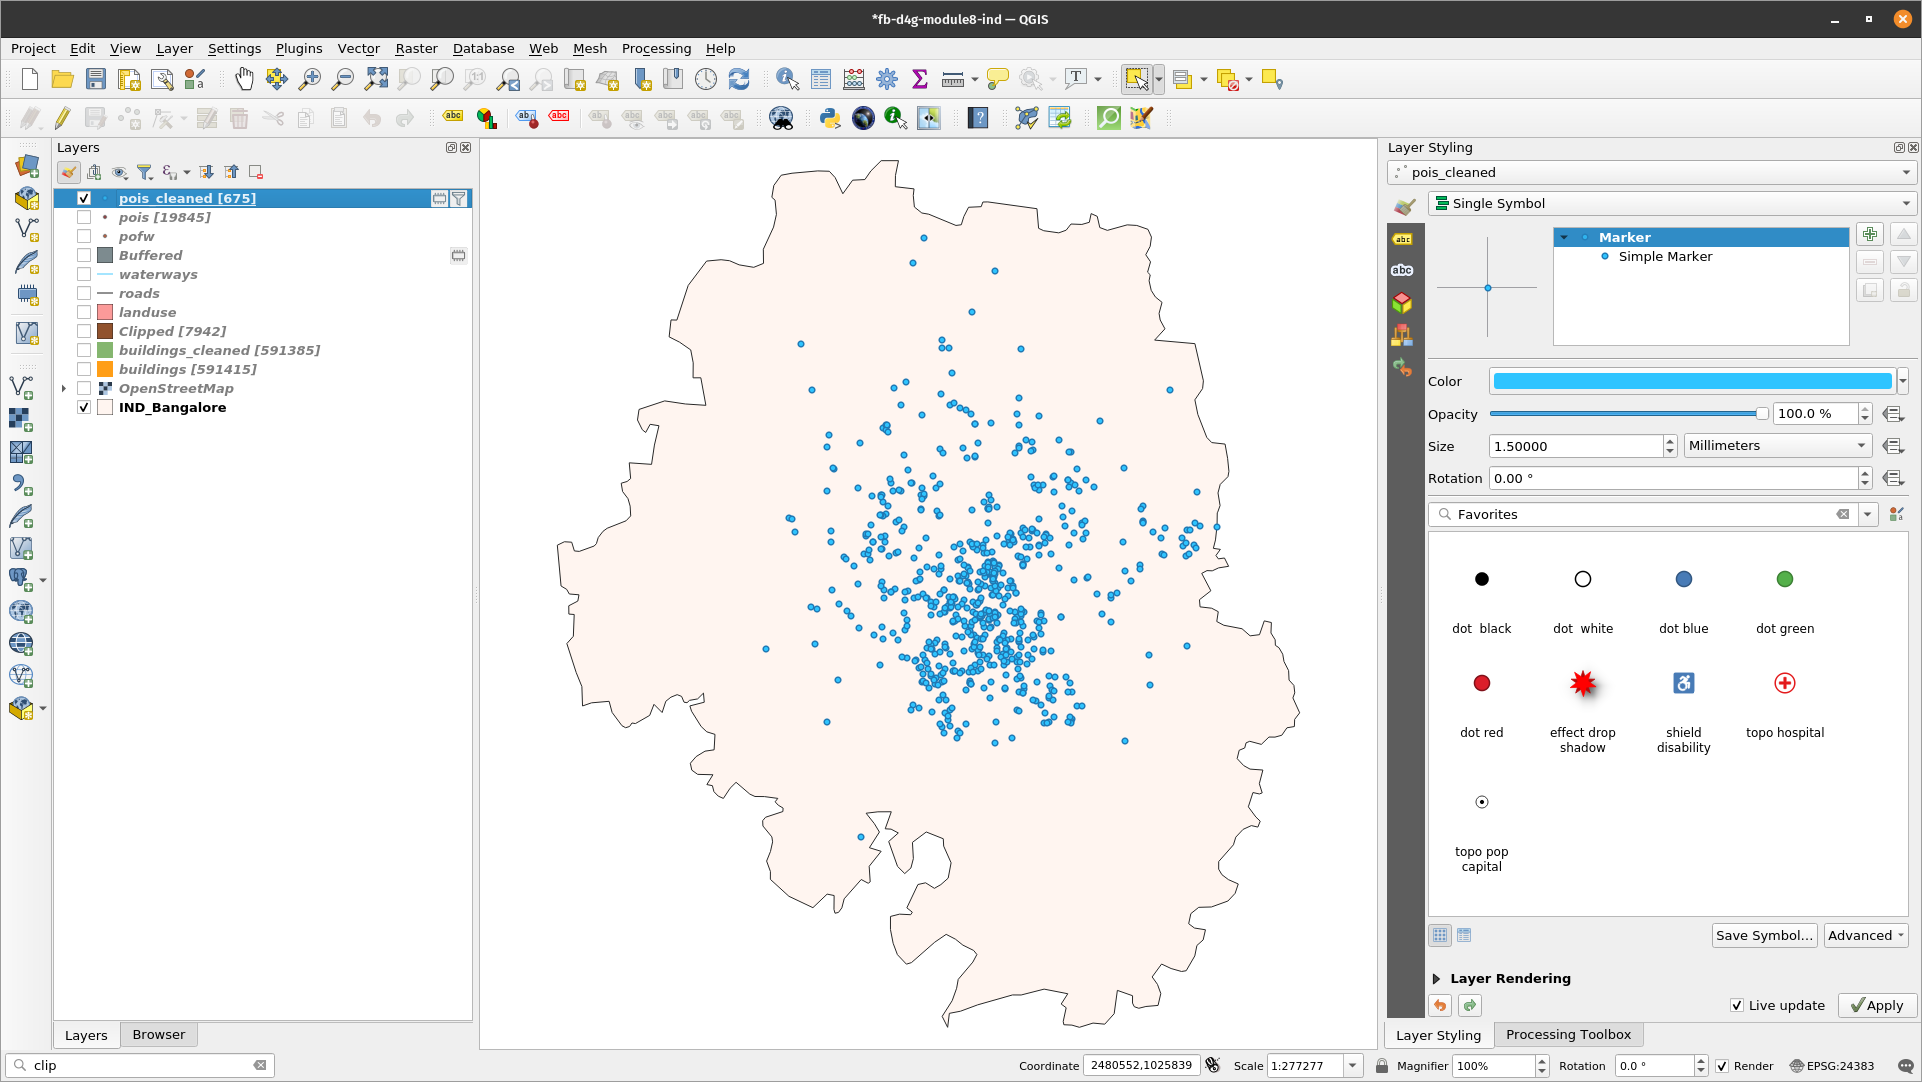 *fb-d4g-module8-ind — QGIS
Project Edit View Layer Settings Plugins Vector Raster Database Web Mesh Processing Help
Layers
pois_cleaned [675]
pois [19845]
pofw
Buffered
waterways
roads
landuse
Clipped [7942]
buildings_cleaned [591385]
buildings [591415]
OpenStreetMap
IND_Bangalore
Layers Browser
clip
Layer Styling
pois_cleaned
Single Symbol
Marker
Simple Marker
Color
Opacity 100.0 %
Size 1.50000 Millimeters
Rotation 0.00 °
Favorites
dot  black dot  white dot blue dot green
dot red effect drop shadow shield disability topo hospital
topo pop capital
Save Symbol... Advanced
Layer Rendering
Live update Apply
Layer Styling Processing Toolbox
Coordinate 2480552,1025839 Scale 1:277277 Magnifier 100% Rotation 0.0 ° Render EPSG:24383